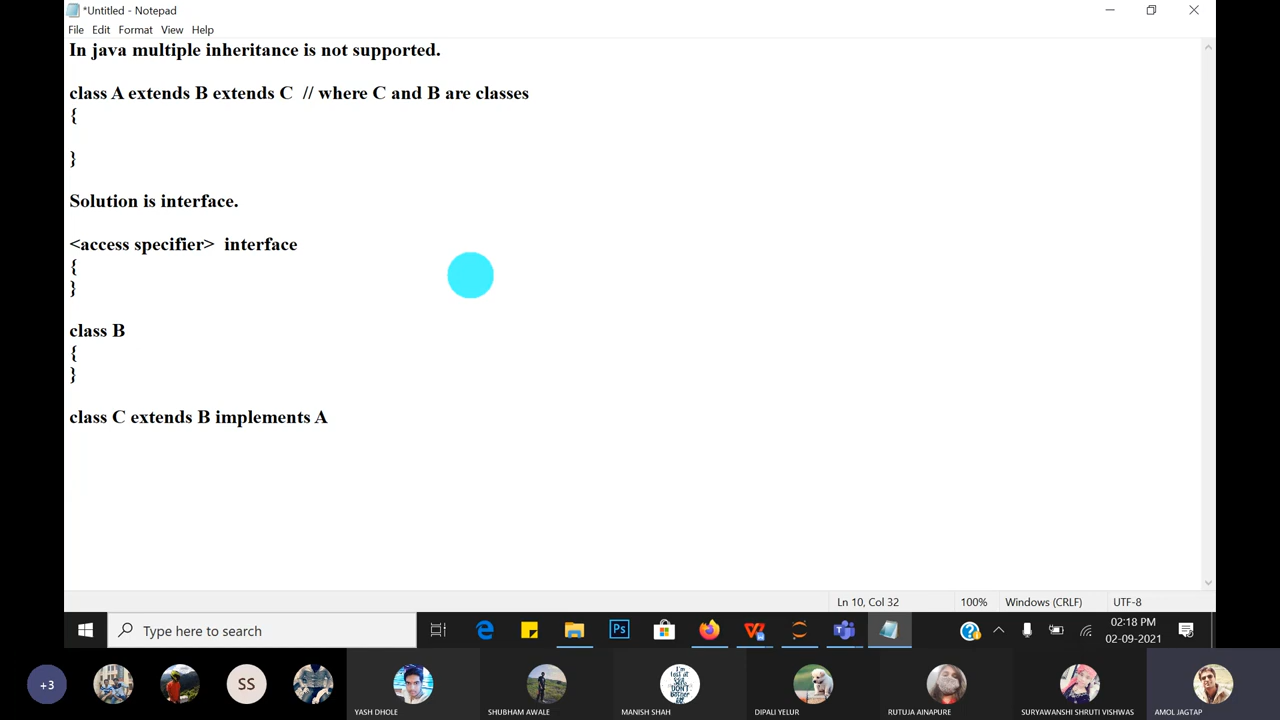 *Untitled - Notepad
File Edit Format View Help
In java multiple inheritance is not supported.
class A extends B extends C // where C and B are classes
{
}
Solution is interface.
<access specifier> interface
{
}
class B
{
}
class C extends B implements A
Ln 10, Col 32 100% Windows (CRLF) UTF-8
Type here to search
Ps
02:18 PM
02-09-2021
+3
SS
I'm
DON'T
YASH DHOLE
SHUBHAM AWALE
MANISH SHAH
DIPALI YELUR
RUTUJA AINAPURE
SURYAWANSHI SHRUTI VISHWAS
AMOL JAGTAP